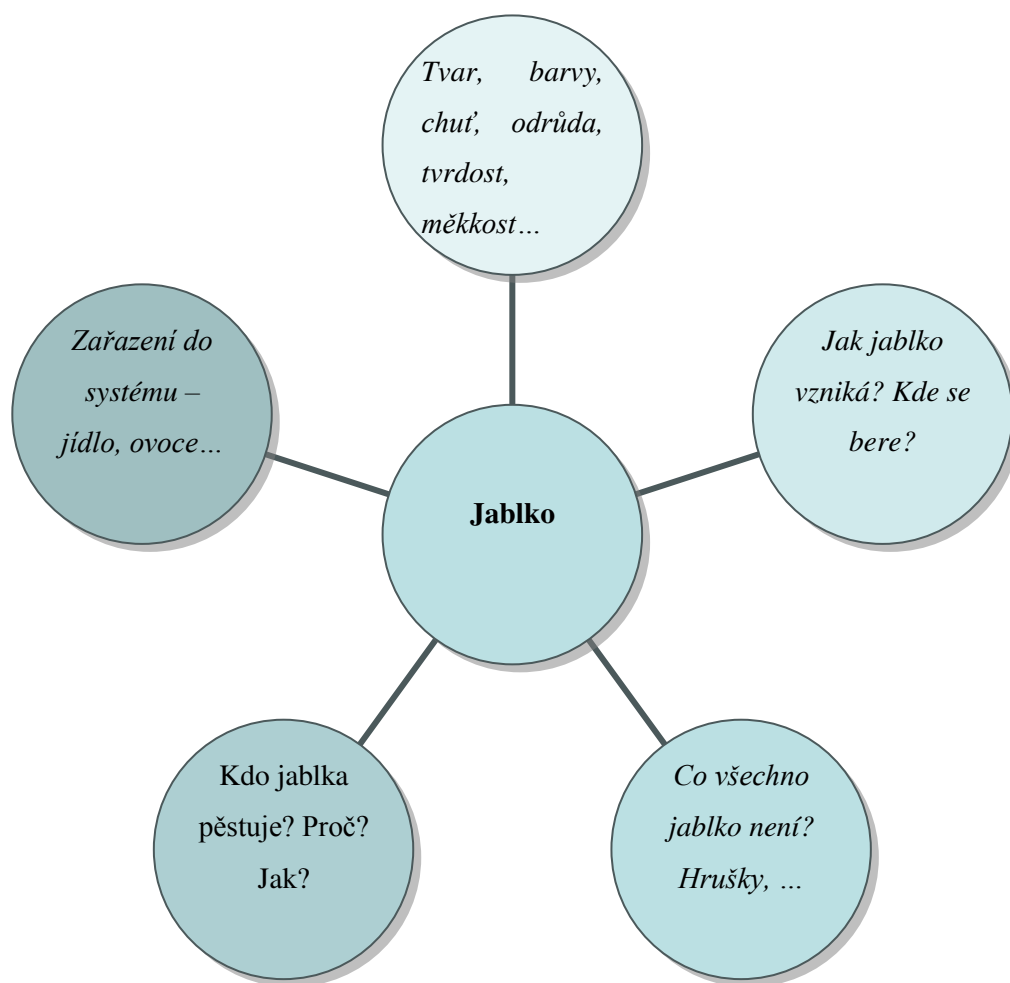 Tvar, barvy,
chuť, odrůda,
tvrdost,
měkkost…
Zařazení do
systému –
jídlo, ovoce…
Jak jablko
vzniká? Kde se
bere?
Jablko
Kdo jablka
pěstuje? Proč?
Jak?
Co všechno
jablko není?
Hrušky, …